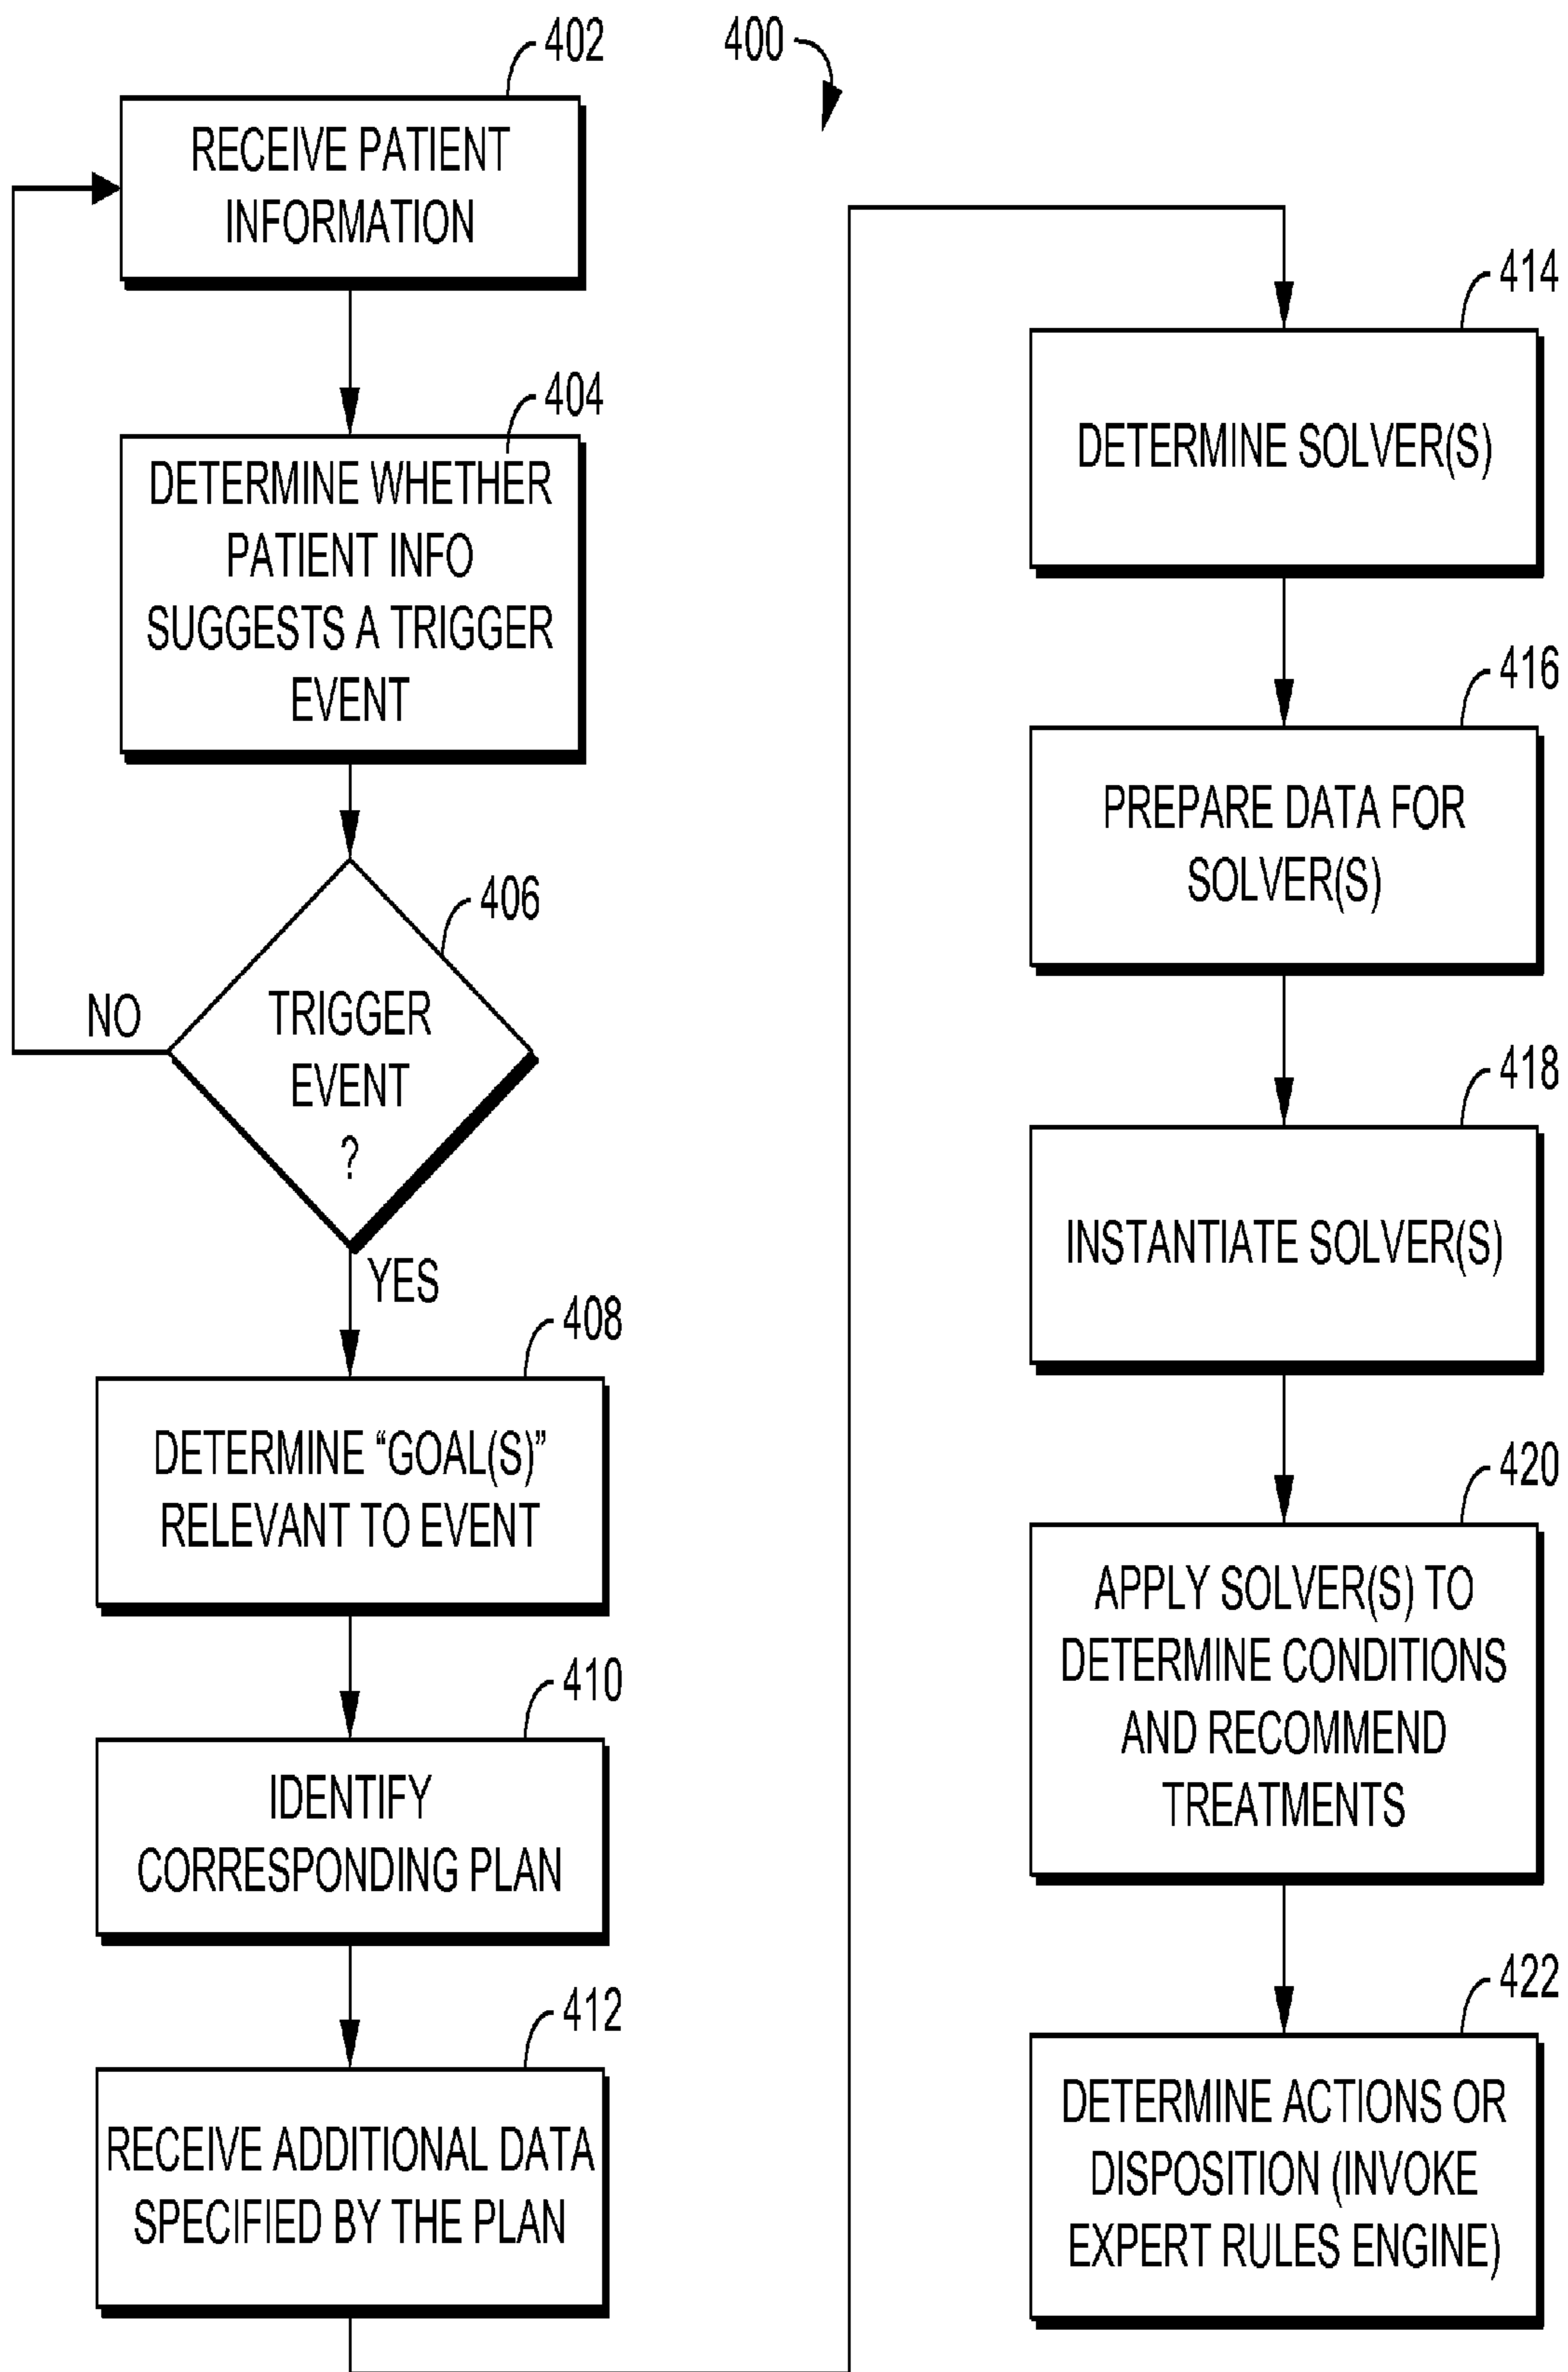 402
400
RECEIVE PATIENT
INFORMATION
404
DETERMINE WHETHER
PATIENT INFO
SUGGESTS A TRIGGER
EVENT
406
NO
TRIGGER
EVENT
?
YES
408
DETERMINE “GOAL(S)”
RELEVANT TO EVENT
410
IDENTIFY
CORRESPONDING PLAN
412
RECEIVE ADDITIONAL DATA
SPECIFIED BY THE PLAN
414
DETERMINE SOLVER(S)
416
PREPARE DATA FOR
SOLVER(S)
418
INSTANTIATE SOLVER(S)
420
APPLY SOLVER(S) TO
DETERMINE CONDITIONS
AND RECOMMEND
TREATMENTS
422
DETERMINE ACTIONS OR
DISPOSITION (INVOKE
EXPERT RULES ENGINE)